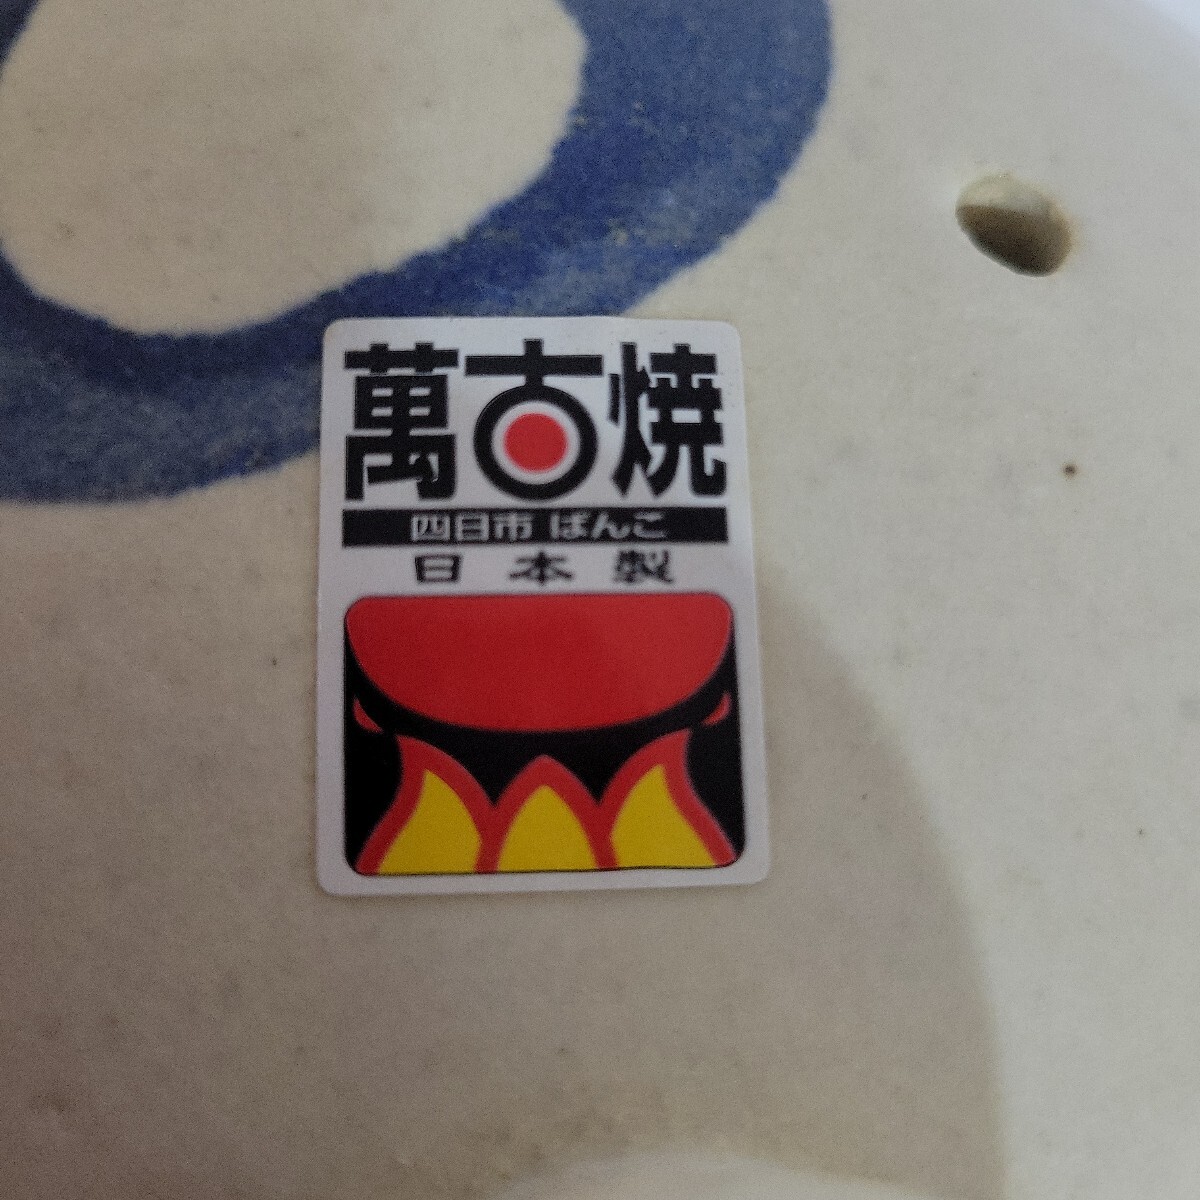 萬古焼
四日市 ばんこ
日本製